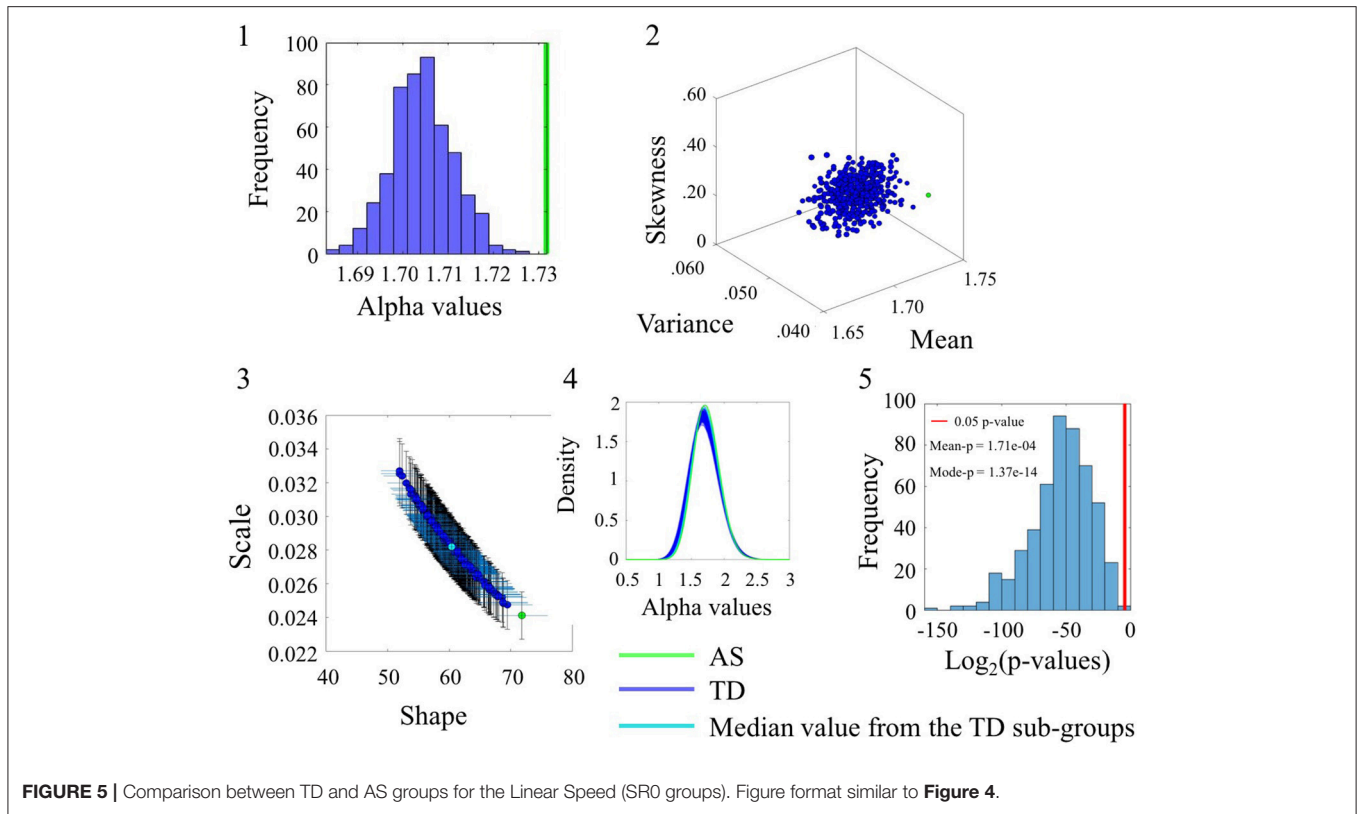 1
100
80
60
40
20
0
Frequency
1.69 1.70 1.71 1.72 1.73
Alpha values
2
.60
.40
.20
0
Skewness
.060
.050
.040
Variance
1.65
1.70
1.75
Mean
3
0.036
0.034
0.032
0.030
0.028
0.026
0.024
0.022
Scale
40 50 60 70 80
Shape
4
2
1.5
1
0.5
0
Density
0.5 1 1.5 2 2.5 3
Alpha values
5
100
80
60
40
20
0
Frequency
0.05 p-value
Mean-p = 1.71e-04
Mode-p = 1.37e-14
-150 -100 -50 0
Log₂(p-values)
AS
TD
Median value from the TD sub-groups
FIGURE 5 | Comparison between TD and AS groups for the Linear Speed (SR0 groups). Figure format similar to Figure 4.